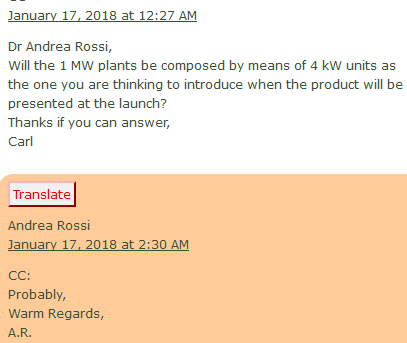 January 17, 2018 at 12:27 AM
Dr Andrea Rossi,
Will the 1 MW plants be composed by means of 4 kW units as
the one you are thinking to introduce when the product will be
presented at the launch?
Thanks if you can answer,
Carl
Translate
Andrea Rossi
January 17, 2018 at 2:30 AM
CC:
Probably,
Warm Regards,
A.R.